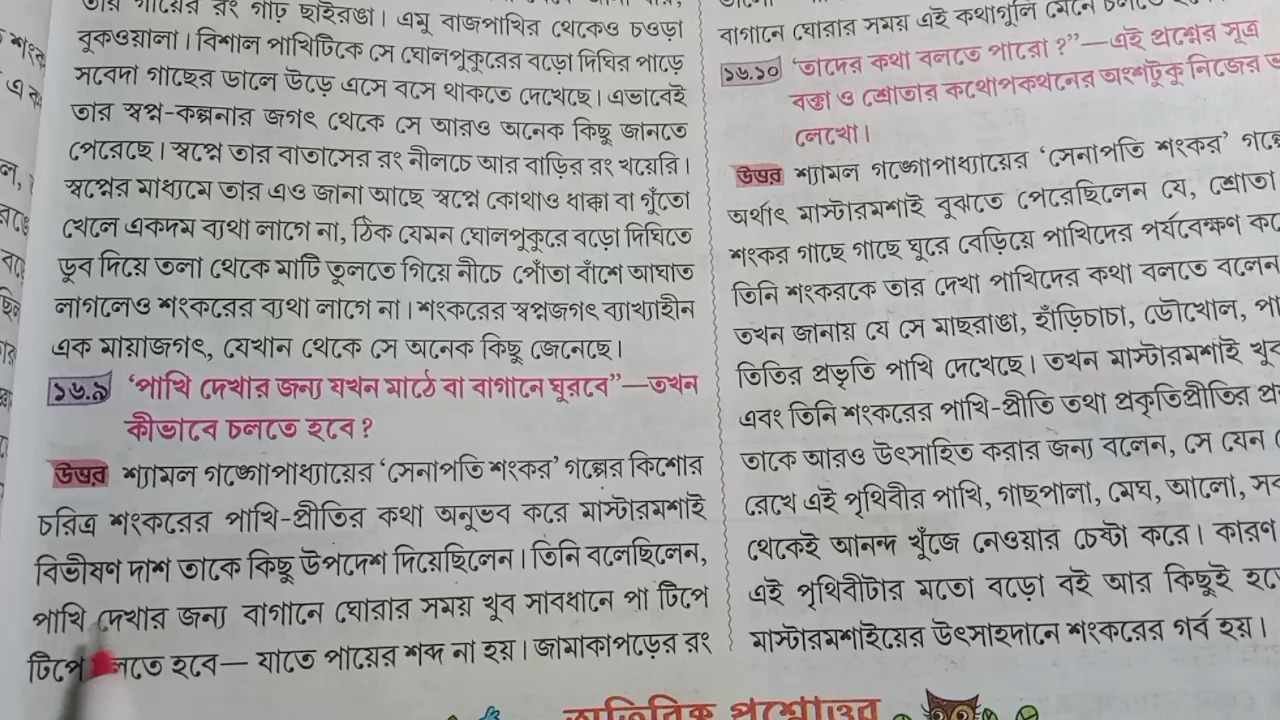 তার গায়ের রং গাঢ় ছাইরঙা। এমু বাজপাখির থেকেও চওড়া
বুকওয়ালা। বিশাল পাখিটিকে সে ঘোলপুকুরের বড়ো দিঘির পাড়ে
সবেদা গাছের ডালে উড়ে এসে বসে থাকতে দেখেছে। এভাবেই
তার স্বপ্ন-কল্পনার জগৎ থেকে সে আরও অনেক কিছু জানতে
পেরেছে। স্বপ্নে তার বাতাসের রং নীলচে আর বাড়ির রং খয়েরি।
স্বপ্নের মাধ্যমে তার এও জানা আছে স্বপ্নে কোথাও ধাক্কা বা গুঁতো
খেলে একদম ব্যথা লাগে না, ঠিক যেমন ঘোলপুকুরে বড়ো দিঘিতে
ডুব দিয়ে তলা থেকে মাটি তুলতে গিয়ে নীচে পোঁতা বাঁশে আঘাত
লাগলেও শংকরের ব্যথা লাগে না। শংকরের স্বপ্নজগৎ ব্যাখ্যাহীন
এক মায়াজগৎ, যেখান থেকে সে অনেক কিছু জেনেছে।
১৬.৯ ‘পাখি দেখার জন্য যখন মাঠে বা বাগানে ঘুরবে”—তখন
কীভাবে চলতে হবে?
উত্তর শ্যামল গঙ্গোপাধ্যায়ের ‘সেনাপতি শংকর’ গল্পের কিশোর
চরিত্র শংকরের পাখি-প্রীতির কথা অনুভব করে মাস্টারমশাই
বিভীষণ দাশ তাকে কিছু উপদেশ দিয়েছিলেন। তিনি বলেছিলেন,
পাখি দেখার জন্য বাগানে ঘোরার সময় খুব সাবধানে পা টিপে
টিপে লতে হবে— যাতে পায়ের শব্দ না হয়। জামাকাপড়ের রং
বাগানে ঘোরার সময় এই কথাগুলি মেনে
১৬.১০ ‘তাদের কথা বলতে পারো?”—এই প্রশ্নের সূত্র
বক্তা ও শ্রোতার কথোপকথনের অংশটুকু নিজের
লেখো।
উত্তর শ্যামল গঙ্গোপাধ্যায়ের ‘সেনাপতি শংকর’ গল্পে
অর্থাৎ মাস্টারমশাই বুঝতে পেরেছিলেন যে, শ্রোতা
শংকর গাছে গাছে ঘুরে বেড়িয়ে পাখিদের পর্যবেক্ষণ
তিনি শংকরকে তার দেখা পাখিদের কথা বলতে বলেন
তখন জানায় যে সে মাছরাঙা, হাঁড়িচাচা, ডৌখোল,
তিতির প্রভৃতি পাখি দেখেছে। তখন মাস্টারমশাই খুব
এবং তিনি শংকরের পাখি-প্রীতি তথা প্রকৃতিপ্রীতির
তাকে আরও উৎসাহিত করার জন্য বলেন, সে যেন
রেখে এই পৃথিবীর পাখি, গাছপালা, মেঘ, আলো,
থেকেই আনন্দ খুঁজে নেওয়ার চেষ্টা করে। কারণ
এই পৃথিবীটার মতো বড়ো বই আর কিছুই
মাস্টারমশাইয়ের উৎসাহদানে শংকরের গর্ব হয়।